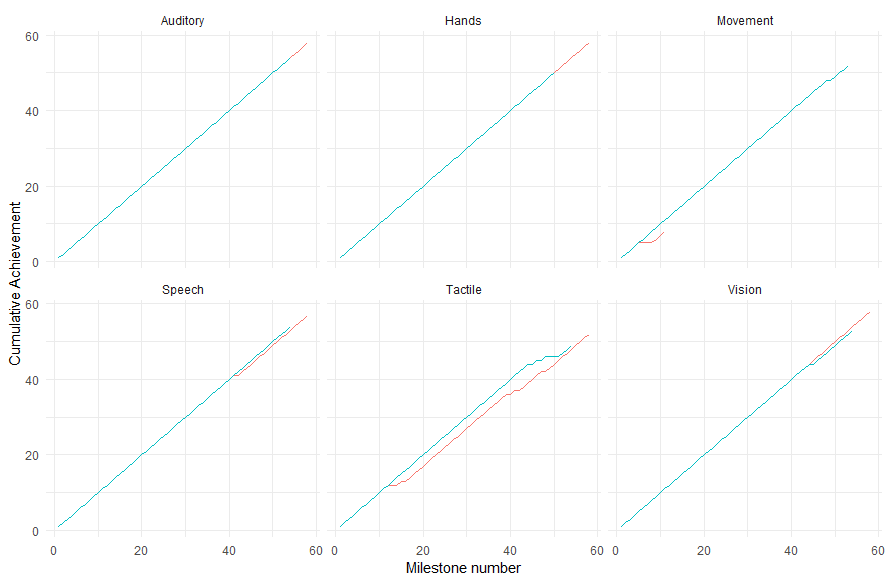 Auditory Hands Movement
60
40
20
0
Speech Tactile Vision
60
40
20
0
0 20 40 60 0 20 40 60 0 20 40 60
Milestone number
Cumulative Achievement